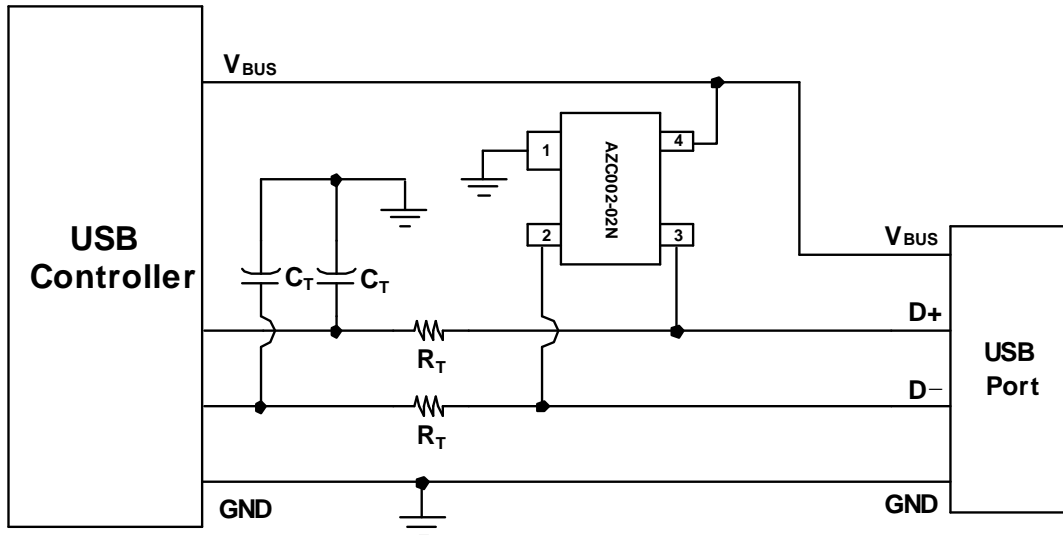 VBUS
1
4
AZC002-02N
2
3
USB
Controller
CT
CT
VBUS
D+
RT
USB
Port
D−
RT
GND
GND